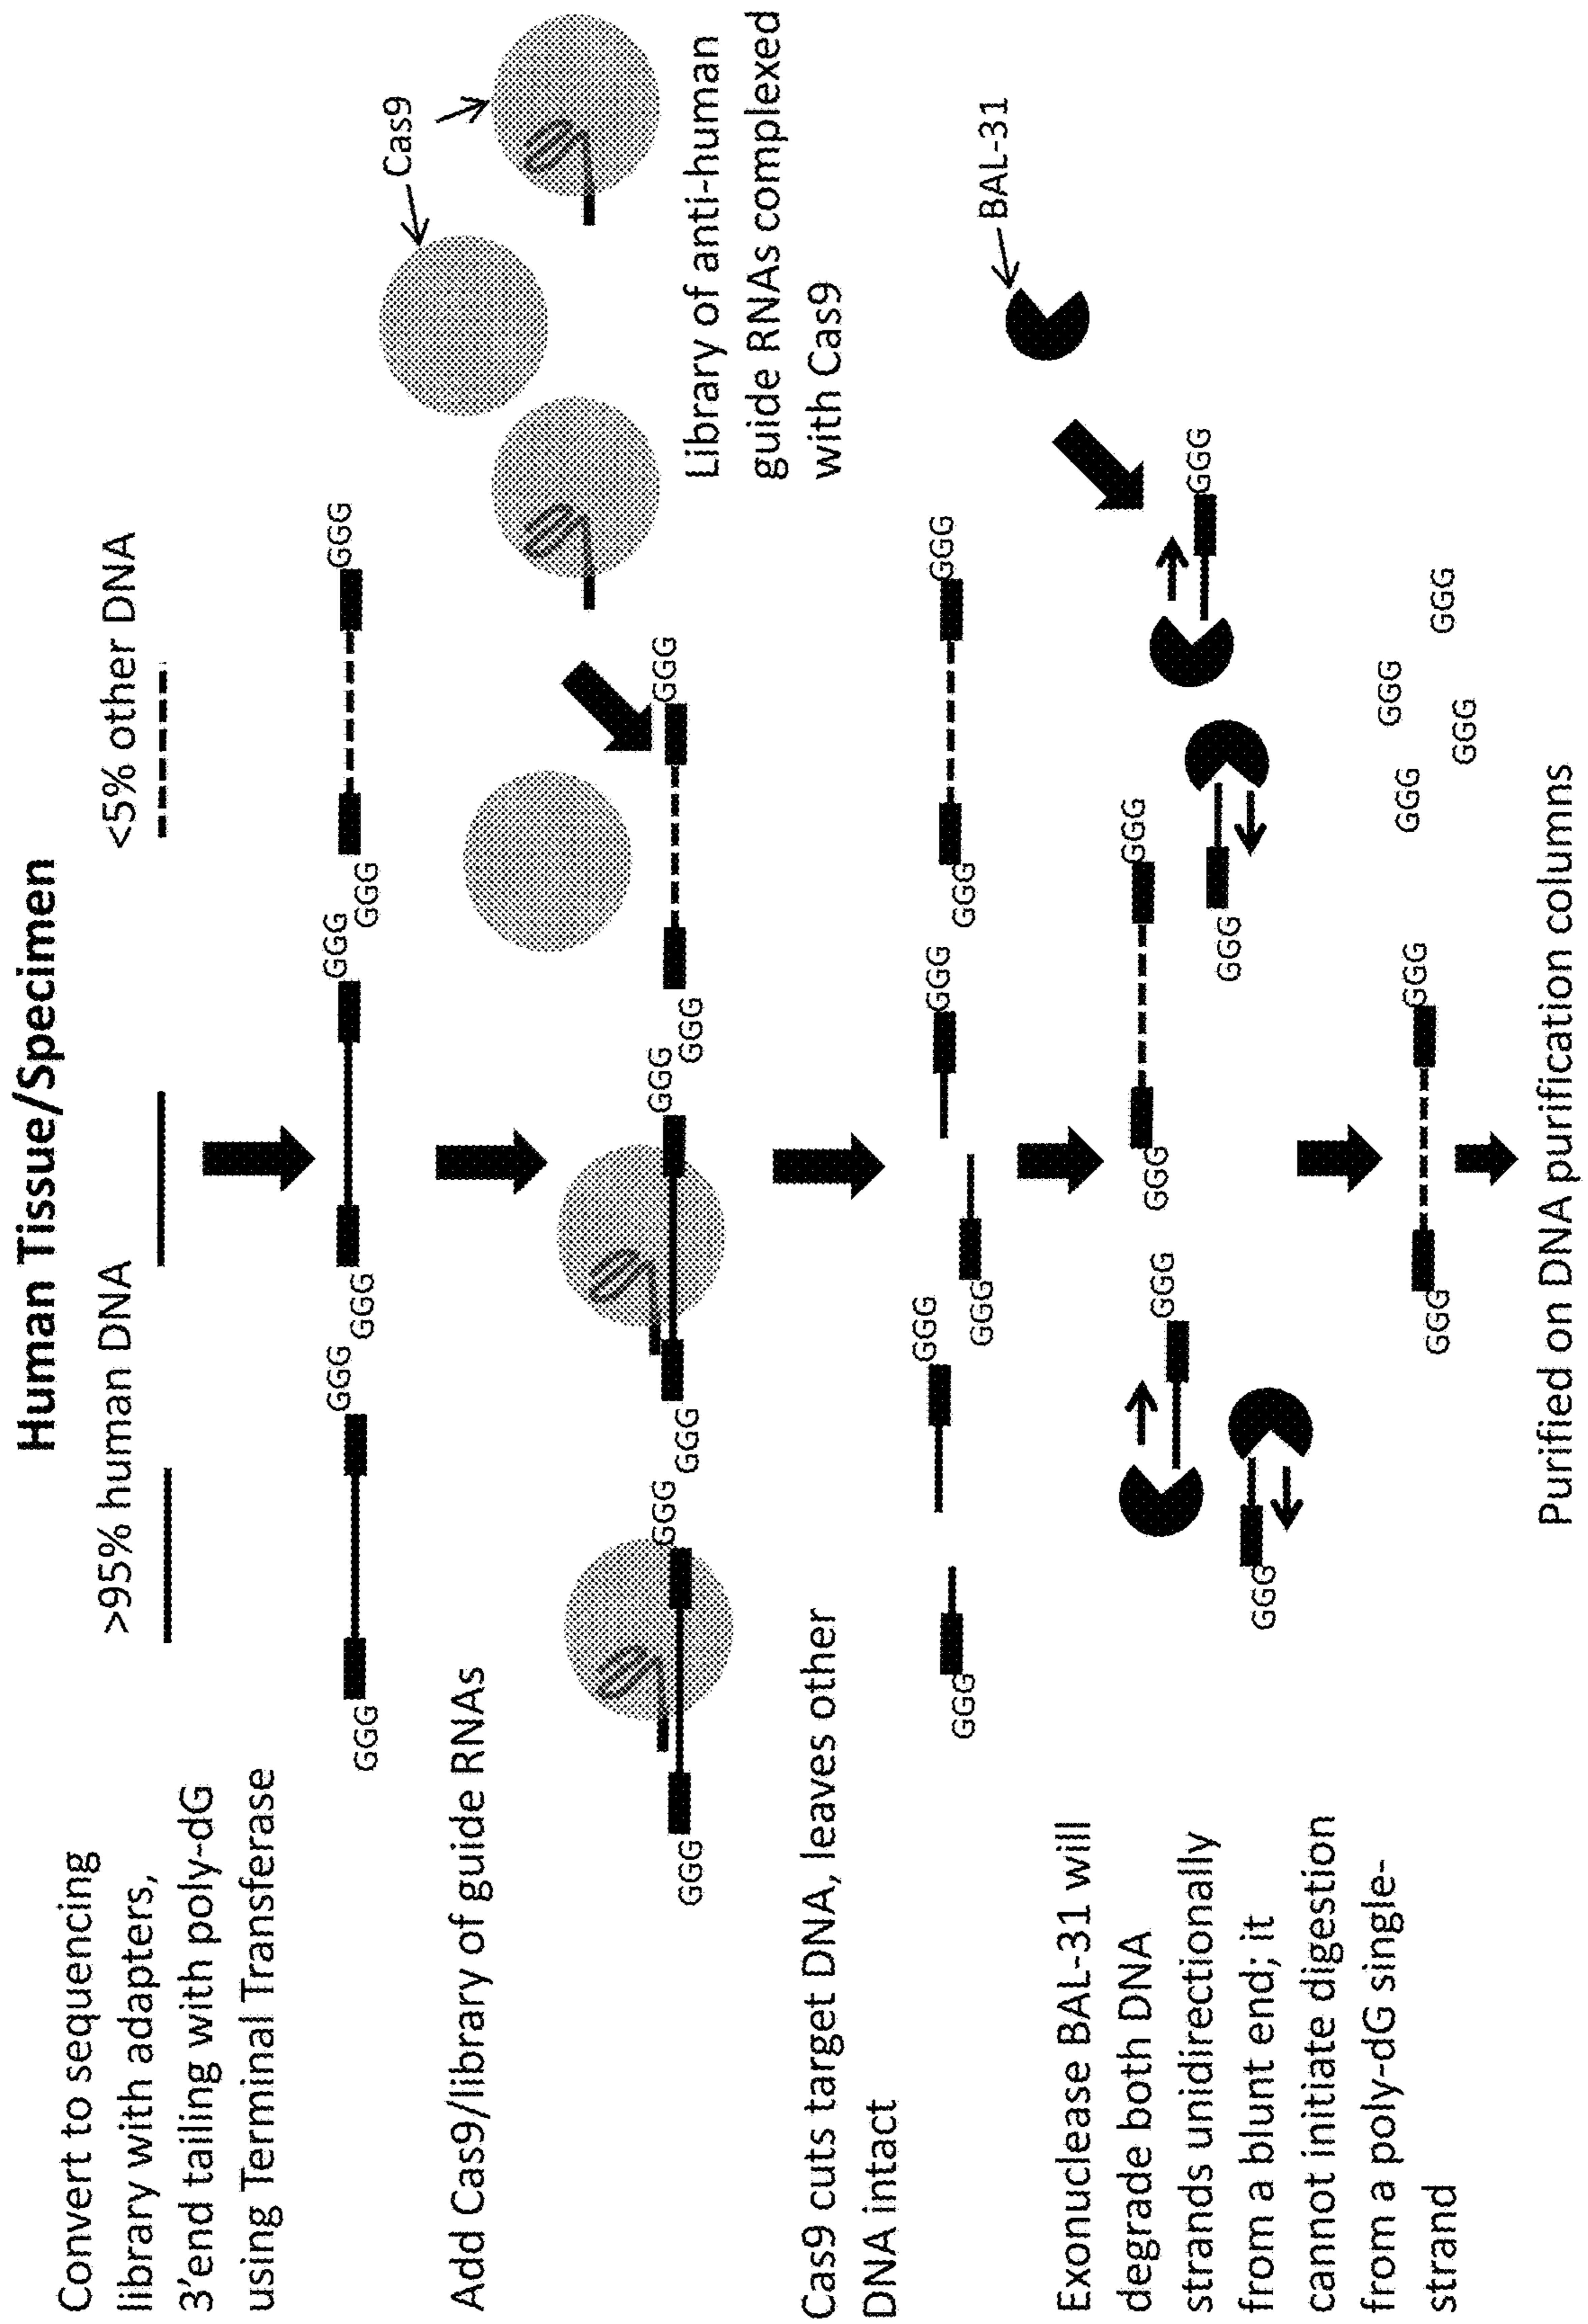 Human Tissue/Specimen
>95% human DNA
<5% other DNA
Convert to sequencing
library with adapters,
3'end tailing with poly-dG
using Terminal Transferase
GGG
GGG
GGG
GGG
GGG
GGG
Add Cas9/library of guide RNAs
Cas9
GGG
GGG
GGG
GGG
GGG
GGG
Library of anti-human
guide RNAs complexed
with Cas9
Cas9 cuts target DNA, leaves other
DNA intact
GGG
GGG
GGG
GGG
GGG
GGG
BAL-31
Exonuclease BAL-31 will
degrade both DNA
strands unidirectionally
from a blunt end; it
cannot initiate digestion
from a poly-dG single-
strand
GGG
GGG
GGG
GGG
GGG
GGG
GGG
GGG
GGG
GGG
GGG
GGG
Purified on DNA purification columns